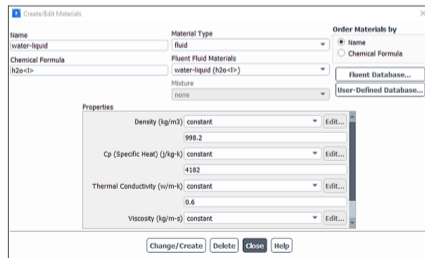 Create/Edit Materials
Name
water-liquid
Material Type
fluid
Order Materials by
Name
Chemical Formula
Chemical Formula
h2o<l>
Fluent Fluid Materials
water-liquid (h2o<l>)
Mixture
none
Fluent Database...
User-Defined Database...
Properties
Density (kg/m3) constant Edit...
998.2
Cp (Specific Heat) (j/kg-k) constant Edit...
4182
Thermal Conductivity (w/m-k) constant Edit...
0.6
Viscosity (kg/m-s) constant Edit...
Change/Create Delete Close Help